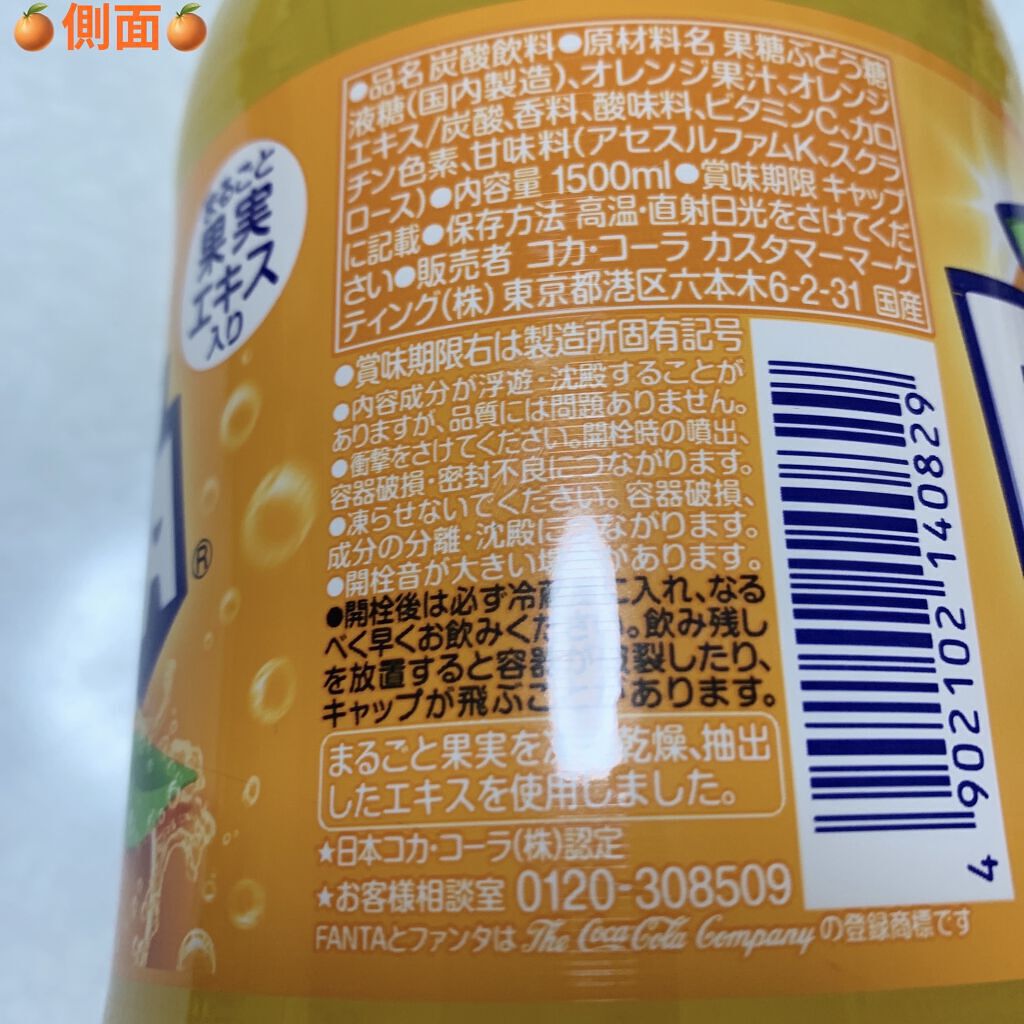 側面
まるごと
果実
エキス
入り
®
●品名 炭酸飲料●原材料名 果糖ぶどう糖
液糖(国内製造)、オレンジ果汁、オレンジ
エキス/炭酸、香料、酸味料、ビタミンC、カロ
チン色素、甘味料(アセスルファムK、スクラ
ロース)●内容量 1500ml●賞味期限 キャップ
に記載●保存方法 高温・直射日光をさけてくだ
さい●販売者 コカ・コーラ カスタマーマーケ
ティング(株) 東京都港区六本木6-2-31 国産
●賞味期限右は製造所固有記号
●内容成分が浮遊・沈殿することが
ありますが、品質には問題ありません。
●衝撃をさけてください。開栓時の噴出、
容器破損・密封不良につながります。
●凍らせないでください。容器破損、
成分の分離・沈殿につながります。
●開栓音が大きい場合があります。
●開栓後は必ず冷蔵庫に入れ、なる
べく早くお飲みください。飲み残し
を放置すると容器が破裂したり、
キャップが飛ぶことがあります。
まるごと果実を 乾燥、抽出
したエキスを使用しました。
★日本コカ・コーラ(株)認定
★お客様相談室 0120-308509
FANTAとファンタは The Coca-Cola Company の登録商標です
4 902102 140829